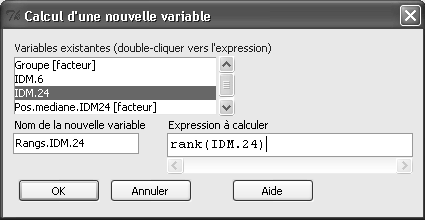 Calcul d'une nouvelle variable
Variables existantes (double-cliquer vers l'expression)
Groupe [facteur]
IDM.6
IDM.24
Pos.mediane.IDM24 [facteur]
Nom de la nouvelle variable
Expression à calculer
Rangs.IDM.24
rank(IDM.24)
OK
Annuler
Aide